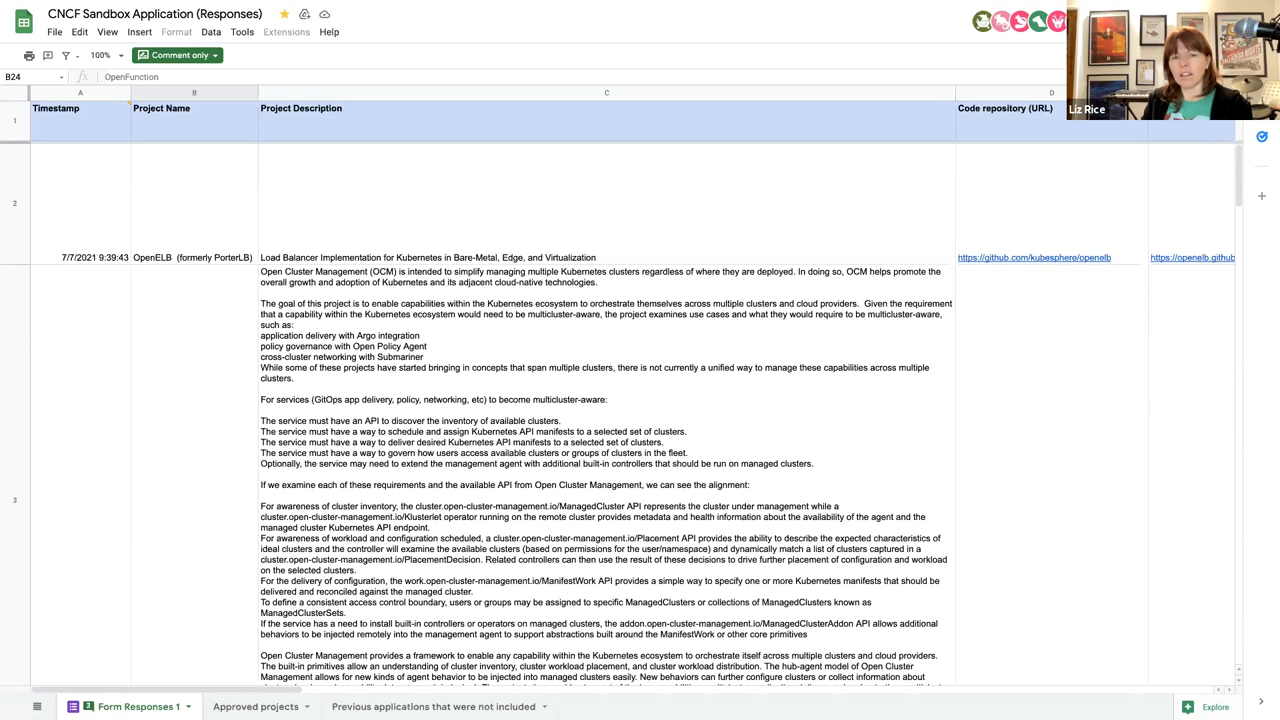 CNCF Sandbox Application (Responses)
File Edit View Insert Format Data Tools Extensions Help
100% Comment only
B24 fx OpenFunction
A B C D
1 Timestamp Project Name Project Description Code repository (URL)
Liz Rice
2 7/7/2021 9:39:43 OpenELB (formerly PorterLB) Load Balancer Implementation for Kubernetes in Bare-Metal, Edge, and Virtualization https://github.com/kubesphere/openelb https://openelb.github
Open Cluster Management (OCM) is intended to simplify managing multiple Kubernetes clusters regardless of where they are deployed. In doing so, OCM helps promote the
overall growth and adoption of Kubernetes and its adjacent cloud-native technologies.
The goal of this project is to enable capabilities within the Kubernetes ecosystem to orchestrate themselves across multiple clusters and cloud providers. Given the requirement
that a capability within the Kubernetes ecosystem would need to be multicluster-aware, the project examines use cases and what they would require to be multicluster-aware,
such as:
application delivery with Argo integration
policy governance with Open Policy Agent
cross-cluster networking with Submariner
While some of these projects have started bringing in concepts that span multiple clusters, there is not currently a unified way to manage these capabilities across multiple
clusters.
For services (GitOps app delivery, policy, networking, etc) to become multicluster-aware:
The service must have an API to discover the inventory of available clusters.
The service must have a way to schedule and assign Kubernetes API manifests to a selected set of clusters.
The service must have a way to deliver desired Kubernetes API manifests to a selected set of clusters.
The service must have a way to govern how users access available clusters or groups of clusters in the fleet.
Optionally, the service may need to extend the management agent with additional built-in controllers that should be run on managed clusters.
If we examine each of these requirements and the available API from Open Cluster Management, we can see the alignment:
3
For awareness of cluster inventory, the cluster.open-cluster-management.io/ManagedCluster API represents the cluster under management while a
cluster.open-cluster-management.io/Klusterlet operator running on the remote cluster provides metadata and health information about the availability of the agent and the
managed cluster Kubernetes API endpoint.
For awareness of workload and configuration scheduled, a cluster.open-cluster-management.io/Placement API provides the ability to describe the expected characteristics of
ideal clusters and the controller will examine the available clusters (based on permissions for the user/namespace) and dynamically match a list of clusters captured in a
cluster.open-cluster-management.io/PlacementDecision. Related controllers can then use the result of these decisions to drive further placement of configuration and workload
on the selected clusters.
For the delivery of configuration, the work.open-cluster-management.io/ManifestWork API provides a simple way to specify one or more Kubernetes manifests that should be
delivered and reconciled against the managed cluster.
To define a consistent access control boundary, users or groups may be assigned to specific ManagedClusters or collections of ManagedClusters known as
ManagedClusterSets.
If the service has a need to install built-in controllers or operators on managed clusters, the addon.open-cluster-management.io/ManagedClusterAddon API allows additional
behaviors to be injected remotely into the management agent to support abstractions built around the ManifestWork or other core primitives
Open Cluster Management provides a framework to enable any capability within the Kubernetes ecosystem to orchestrate itself across multiple clusters and cloud providers.
The built-in primitives allow an understanding of cluster inventory, cluster workload placement, and cluster workload distribution. The hub-agent model of Open Cluster
Management allows for new kinds of agent behavior to be injected into managed clusters easily. New behaviors can further configure clusters or collect information about
3 Form Responses 1 Approved projects Previous applications that were not included Explore